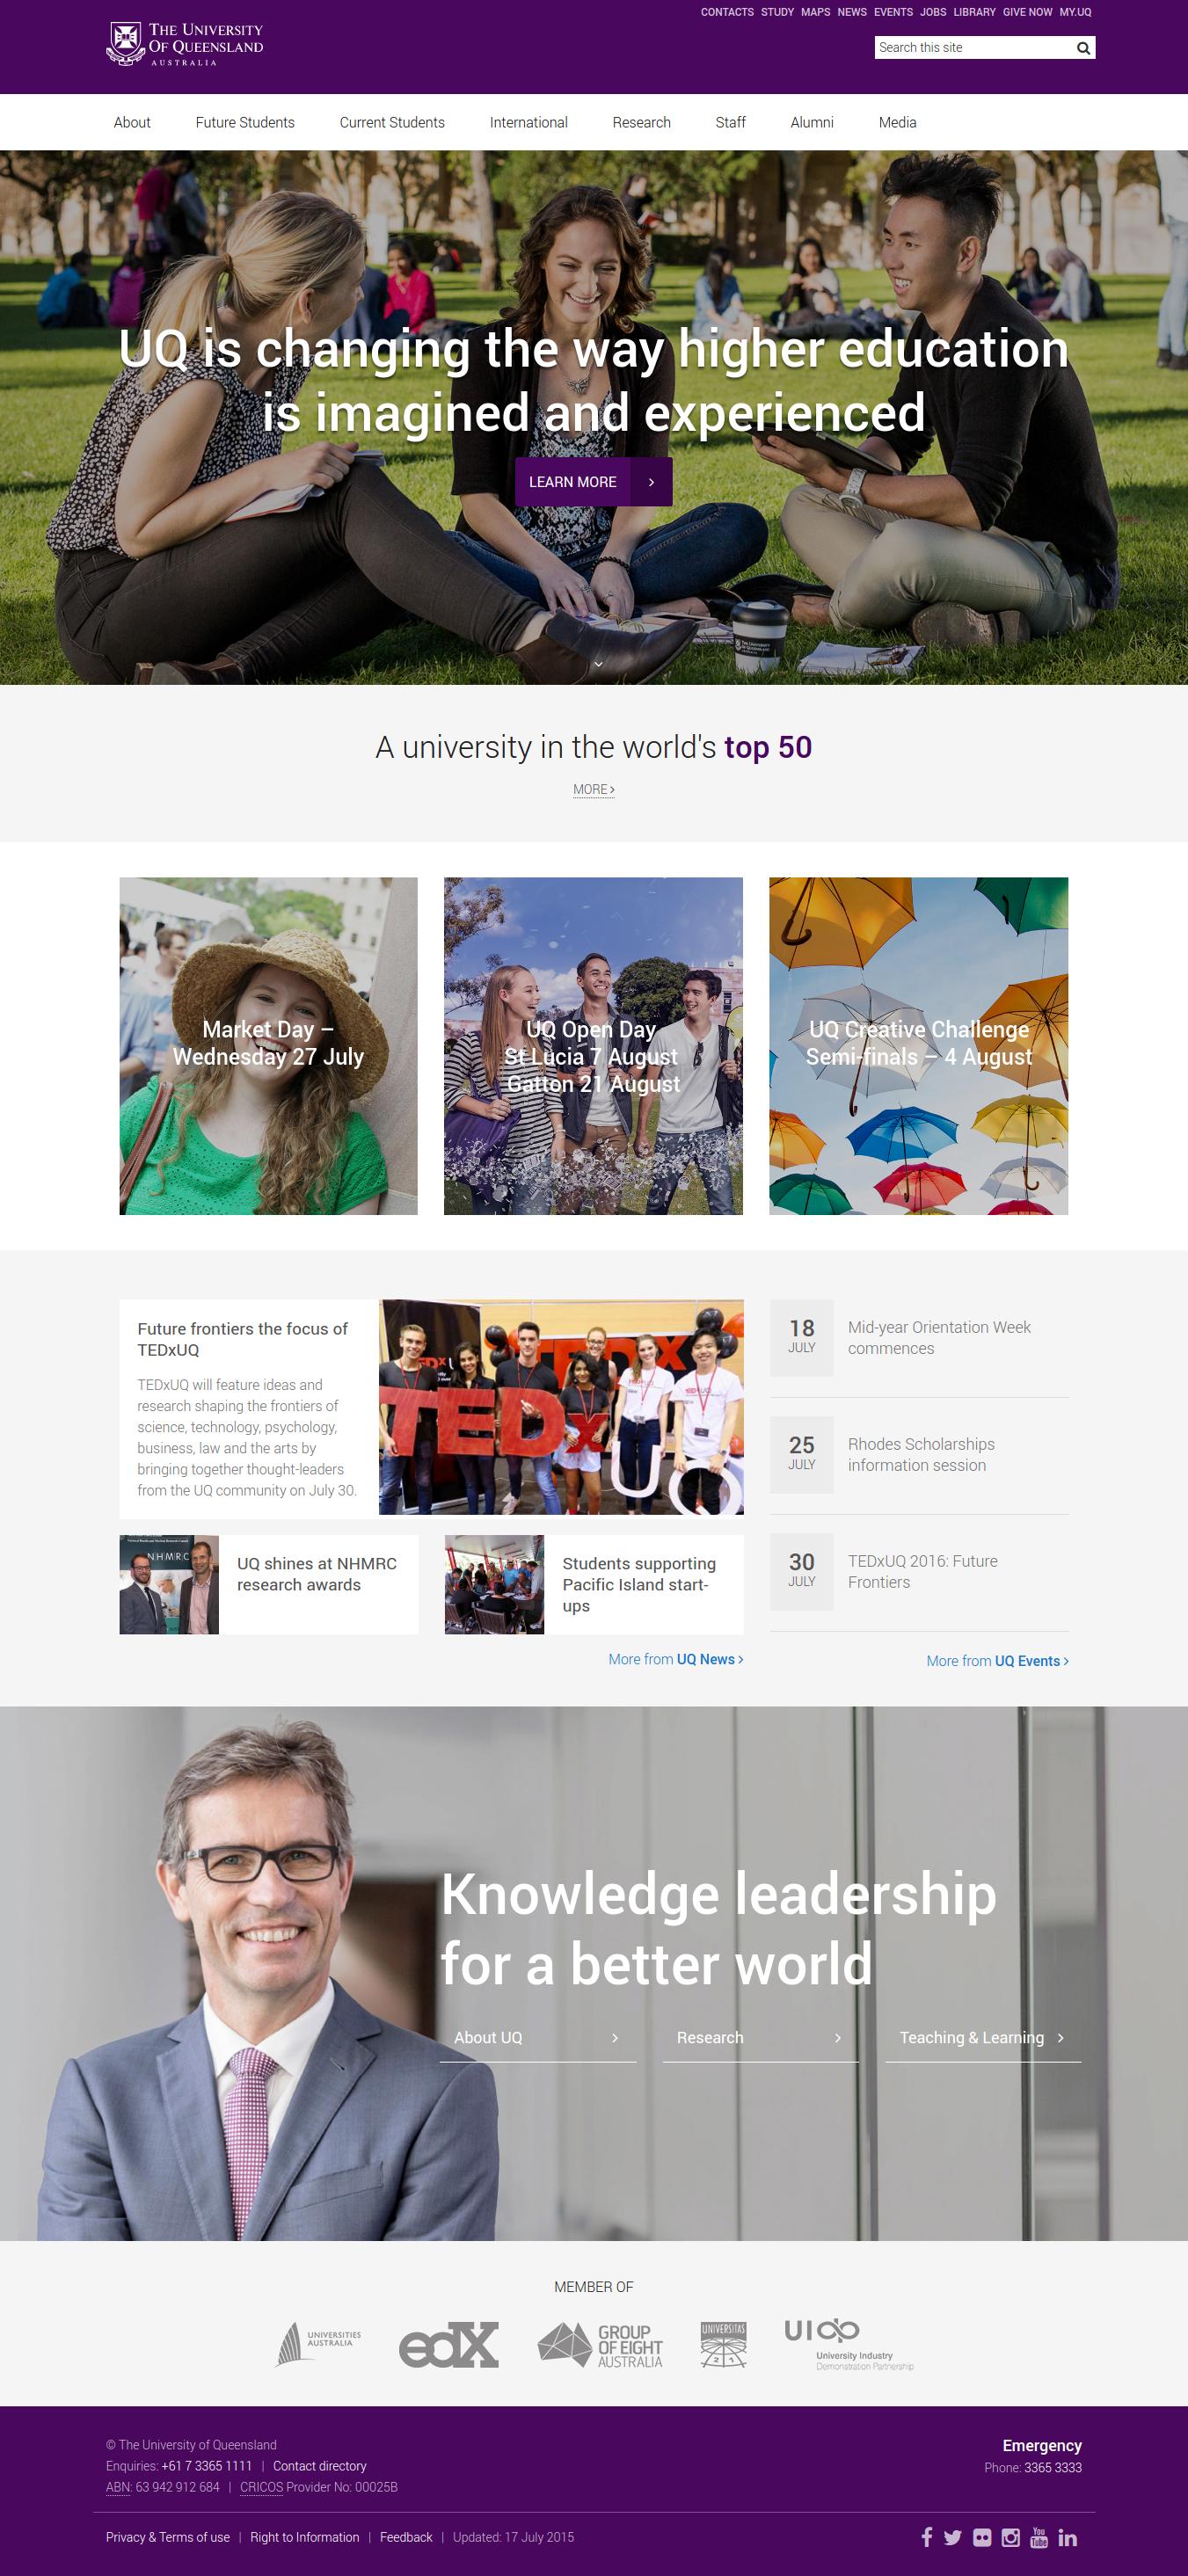 THE UNIVERSITY
OF QUEENSLAND
AUSTRALIA
CONTACTS STUDY MAPS NEWS EVENTS JOBS LIBRARY GIVE NOW MY.UQ
Search this site
About Future Students Current Students International Research Staff Alumni Media
UQ is changing the way higher education
is imagined and experienced
LEARN MORE
A university in the world's top 50
MORE
Market Day –
Wednesday 27 July
UQ Open Day
St Lucia 7 August
Gatton 21 August
UQ Creative Challenge
Semi-finals – 4 August
Future frontiers the focus of
TEDxUQ
TEDxUQ will feature ideas and
research shaping the frontiers of
science, technology, psychology,
business, law and the arts by
bringing together thought-leaders
from the UQ community on July 30.
TEDx
UQ
NHMRC
UQ shines at NHMRC
research awards
Students supporting
Pacific Island start-
ups
More from UQ News
18
JULY
Mid-year Orientation Week
commences
25
JULY
Rhodes Scholarships
information session
30
JULY
TEDxUQ 2016: Future
Frontiers
More from UQ Events
Knowledge leadership
for a better world
About UQ
Research
Teaching & Learning
MEMBER OF
UNIVERSITIES
AUSTRALIA
edX
GROUP
OF EIGHT
AUSTRALIA
UNIVERSITAS
21
UIDP
University Industry
Demonstration Partnership
© The University of Queensland
Enquiries: +61 7 3365 1111 | Contact directory
ABN: 63 942 912 684 | CRICOS Provider No: 00025B
Emergency
Phone: 3365 3333
Privacy & Terms of use | Right to Information | Feedback | Updated: 17 July 2015
You
Tube
in